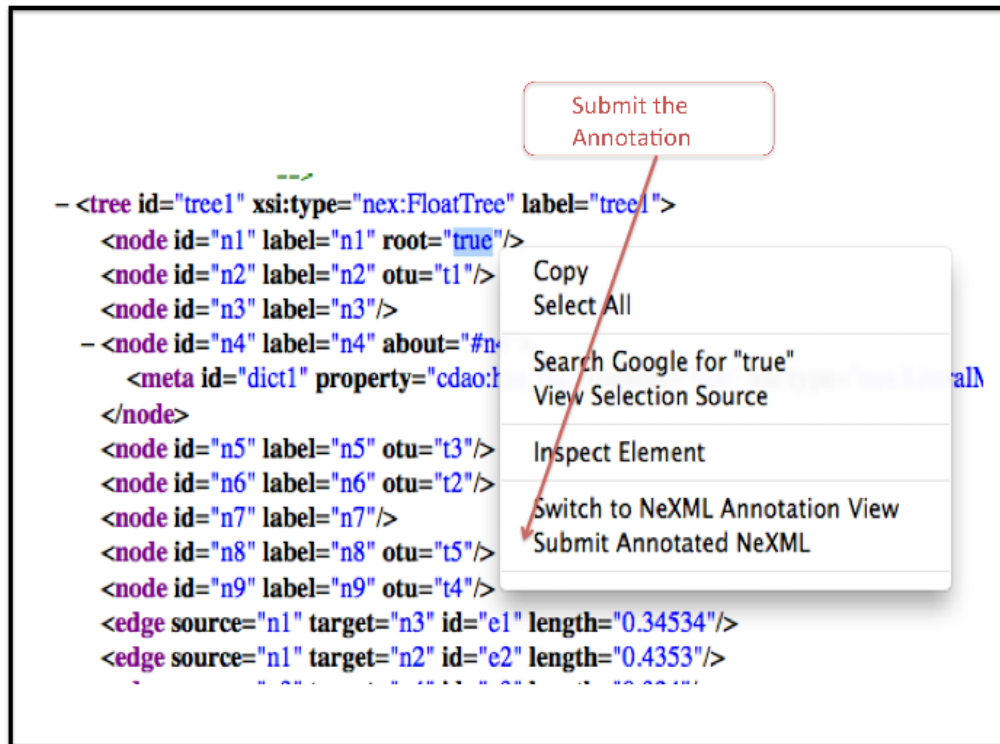 Submit the
Annotation
-->
– <tree id="tree1" xsi:type="nex:FloatTree" label="tree1">
<node id="n1" label="n1" root="true"/>
<node id="n2" label="n2" otu="t1"/>
<node id="n3" label="n3"/>
– <node id="n4" label="n4" about="#n4
<meta id="dict1" property="cdao:h
</node>
<node id="n5" label="n5" otu="t3"/>
<node id="n6" label="n6" otu="t2"/>
<node id="n7" label="n7"/>
<node id="n8" label="n8" otu="t5"/>
<node id="n9" label="n9" otu="t4"/>
<edge source="n1" target="n3" id="e1" length="0.34534"/>
<edge source="n1" target="n2" id="e2" length="0.4353"/>
Copy
Select All
Search Google for "true"
View Selection Source
Inspect Element
Switch to NeXML Annotation View
Submit Annotated NeXML